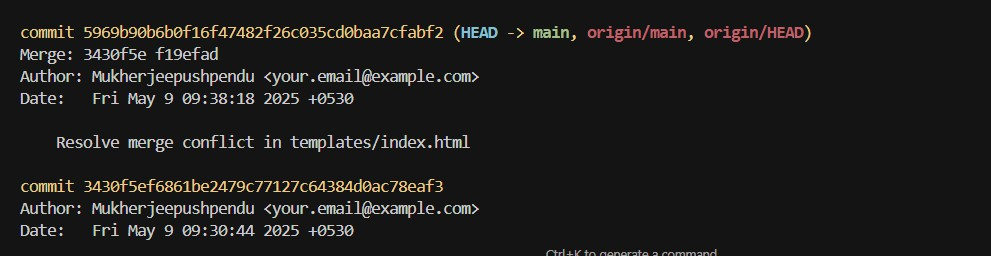 commit 5969b90b6b0f16f47482f26c035cd0baa7cfabf2 (HEAD -> main, origin/main, origin/HEAD)
Merge: 3430f5e f19efad
Author: Mukherjeepushpendu <your.email@example.com>
Date:   Fri May 9 09:38:18 2025 +0530
    Resolve merge conflict in templates/index.html
commit 3430f5ef6861be2479c77127c64384d0ac78eaf3
Author: Mukherjeepushpendu <your.email@example.com>
Date:   Fri May 9 09:30:44 2025 +0530
Ctrl+K to generate a command